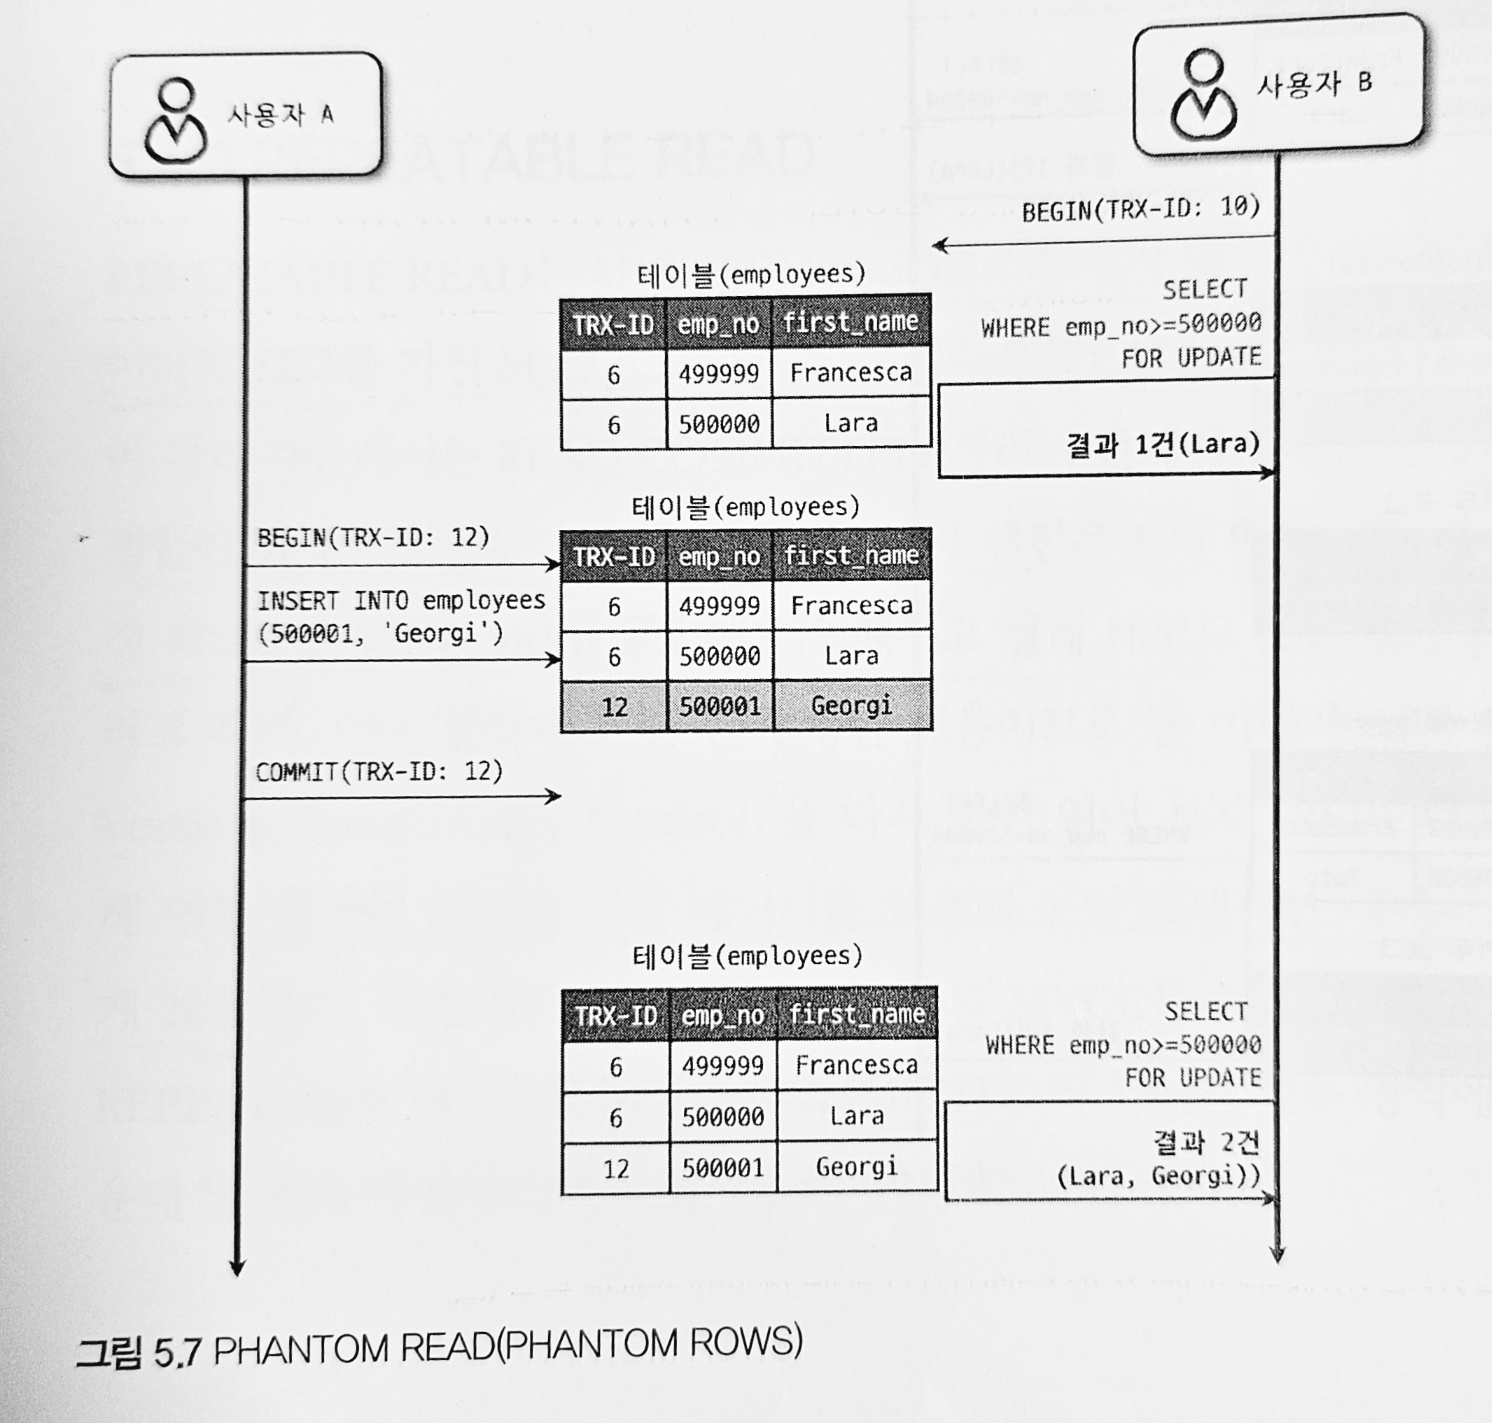 사용자 A
사용자 B
BEGIN(TRX-ID: 10)
테이블(employees)
TRX-ID emp_no first_name
6 499999 Francesca
6 500000 Lara
SELECT
WHERE emp_no>=500000
FOR UPDATE
결과 1건(Lara)
BEGIN(TRX-ID: 12)
INSERT INTO employees
(500001, 'Georgi')
테이블(employees)
TRX-ID emp_no first_name
6 499999 Francesca
6 500000 Lara
12 500001 Georgi
COMMIT(TRX-ID: 12)
테이블(employees)
TRX-ID emp_no first_name
6 499999 Francesca
6 500000 Lara
12 500001 Georgi
SELECT
WHERE emp_no>=500000
FOR UPDATE
결과 2건
(Lara, Georgi))
그림 5.7 PHANTOM READ(PHANTOM ROWS)